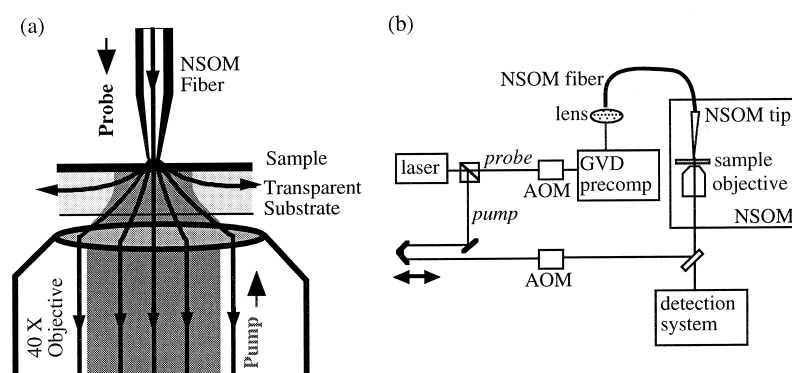 (a)
Probe
NSOM
Fiber
Sample
Transparent
Substrate
40 X
Objective
Pump
(b)
NSOM fiber
lens
NSOM tip
laser
probe
AOM
GVD
precomp
sample
objective
NSOM
pump
AOM
detection
system